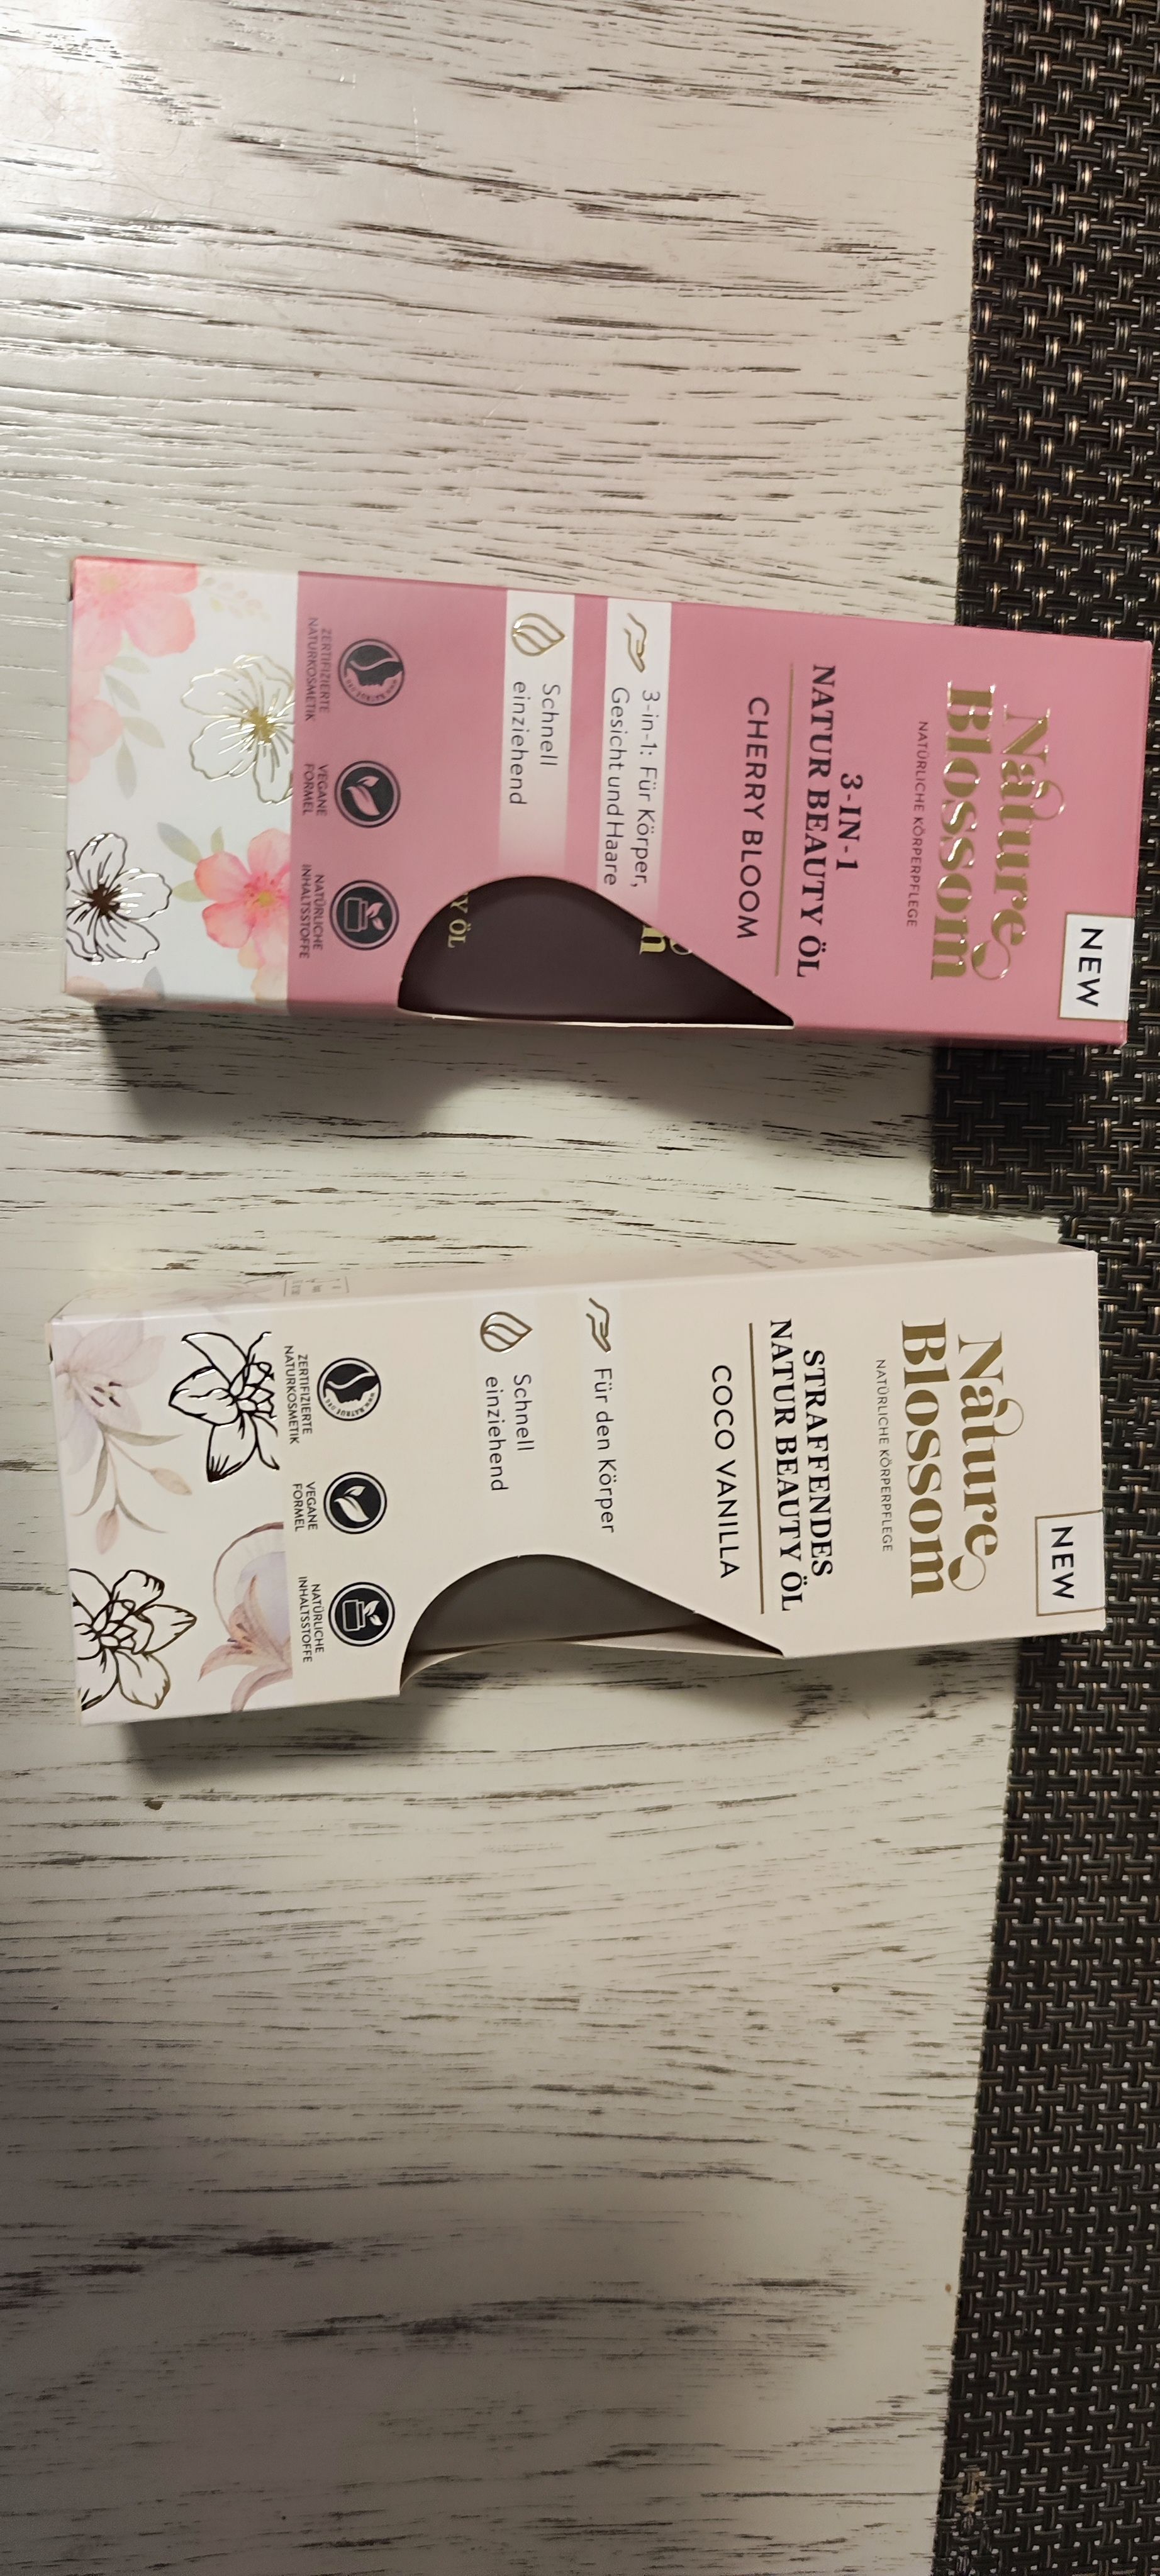 NEW
Nature
Blossom
NATÜRLICHE KÖRPERPFLEGE
3-IN-1
NATUR BEAUTY ÖL
CHERRY BLOOM
3-in-1: Für Körper,
Gesicht und Haare
Schnell
einziehend
Y ÖL
ZERTIFIZIERTE
NATURKOSMETIK
VEGANE
FORMEL
NATÜRLICHE
INHALTSSTOFFE
NEW
Nature
Blossom
NATÜRLICHE KÖRPERPFLEGE
STRAFFENDES
NATUR BEAUTY ÖL
COCO VANILLA
Für den Körper
Schnell
einziehend
ZERTIFIZIERTE
NATURKOSMETIK
VEGANE
FORMEL
NATÜRLICHE
INHALTSSTOFFE